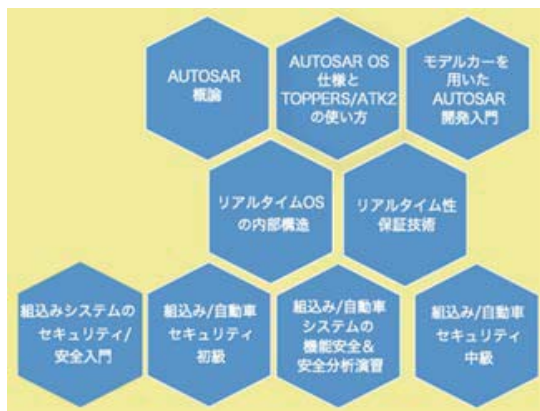 AUTOSAR
概論
AUTOSAR OS
仕様と
TOPPERS/ATK2
の使い方
モデルカーを
用いた
AUTOSAR
開発入門
リアルタイムOS
の内部構造
リアルタイム性
保証技術
組込みシステムの
セキュリティ/
安全入門
組込み/自動車
セキュリティ
初級
組込み/自動車
システムの
機能安全&
安全分析演習
組込み/自動車
セキュリティ
中級